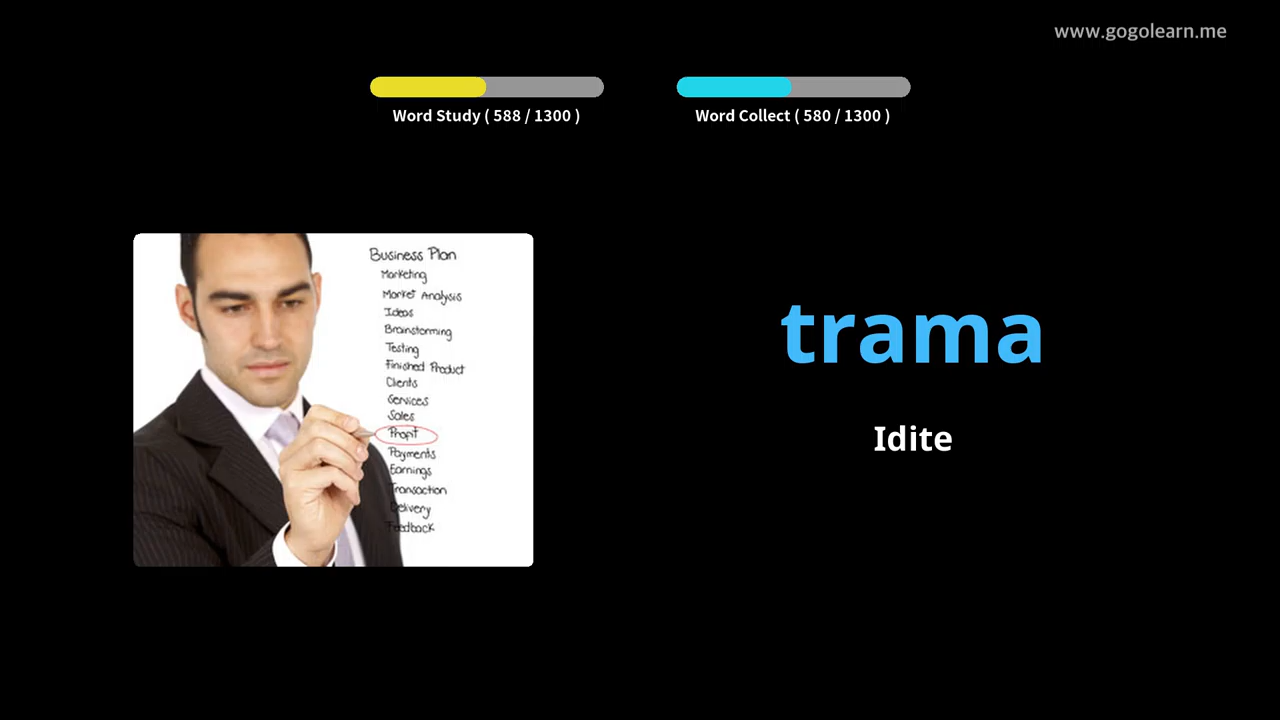 www.gogolearn.me
Word Study ( 588 / 1300 )
Word Collect ( 580 / 1300 )
Business Plan
Marketing
Market Analysis
Ideas
Brainstorming
Testing
Finished Product
Clients
Services
Sales
Profit
Payments
Earnings
Transaction
Delivery
Feedback
trama
Idite